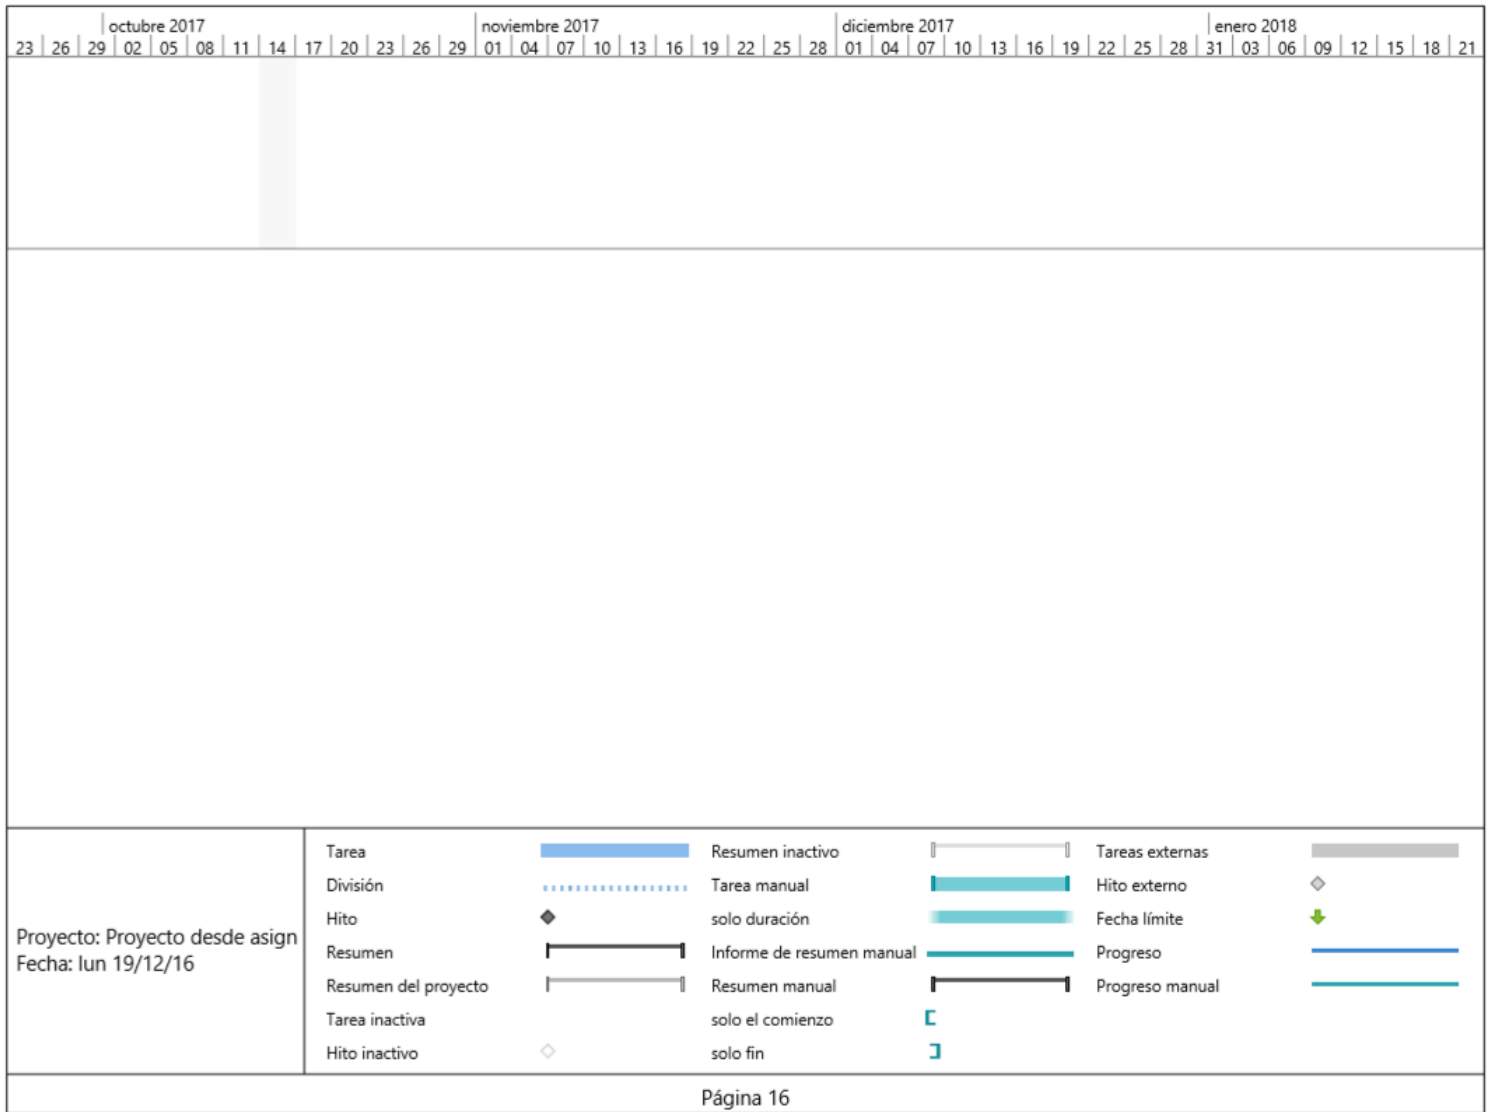 octubre 2017 noviembre 2017 diciembre 2017 enero 2018
23 26 29 02 05 08 11 14 17 20 23 26 29 01 04 07 10 13 16 19 22 25 28 01 04 07 10 13 16 19 22 25 28 31 03 06 09 12 15 18 21
Proyecto: Proyecto desde asign
Fecha: lun 19/12/16
Tarea
División
Hito
Resumen
Resumen del proyecto
Tarea inactiva
Hito inactivo
Resumen inactivo
Tarea manual
solo duración
Informe de resumen manual
Resumen manual
solo el comienzo
solo fin
Tareas externas
Hito externo
Fecha límite
Progreso
Progreso manual
Página 16